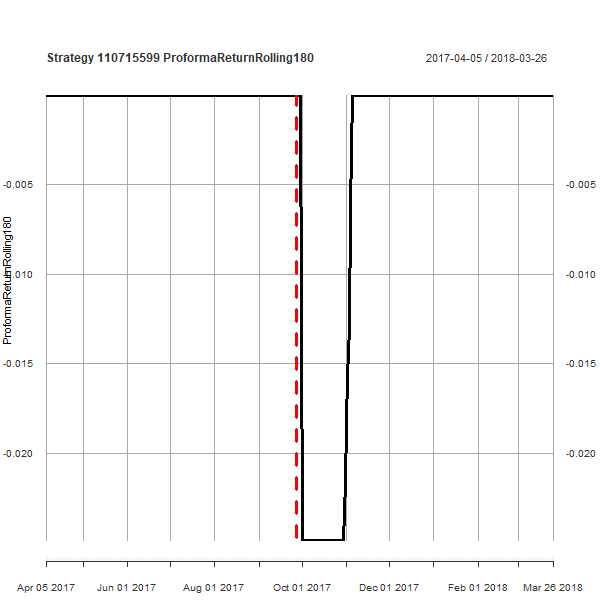 Strategy 110715599 ProformaReturnRolling180
2017-04-05 / 2018-03-26
-0.005 -0.005
-0.010 -0.010
-0.015 -0.015
-0.020 -0.020
ProformaReturnRolling180
Apr 05 2017 Jun 01 2017 Aug 01 2017 Oct 01 2017 Dec 01 2017 Feb 01 2018 Mar 26 2018